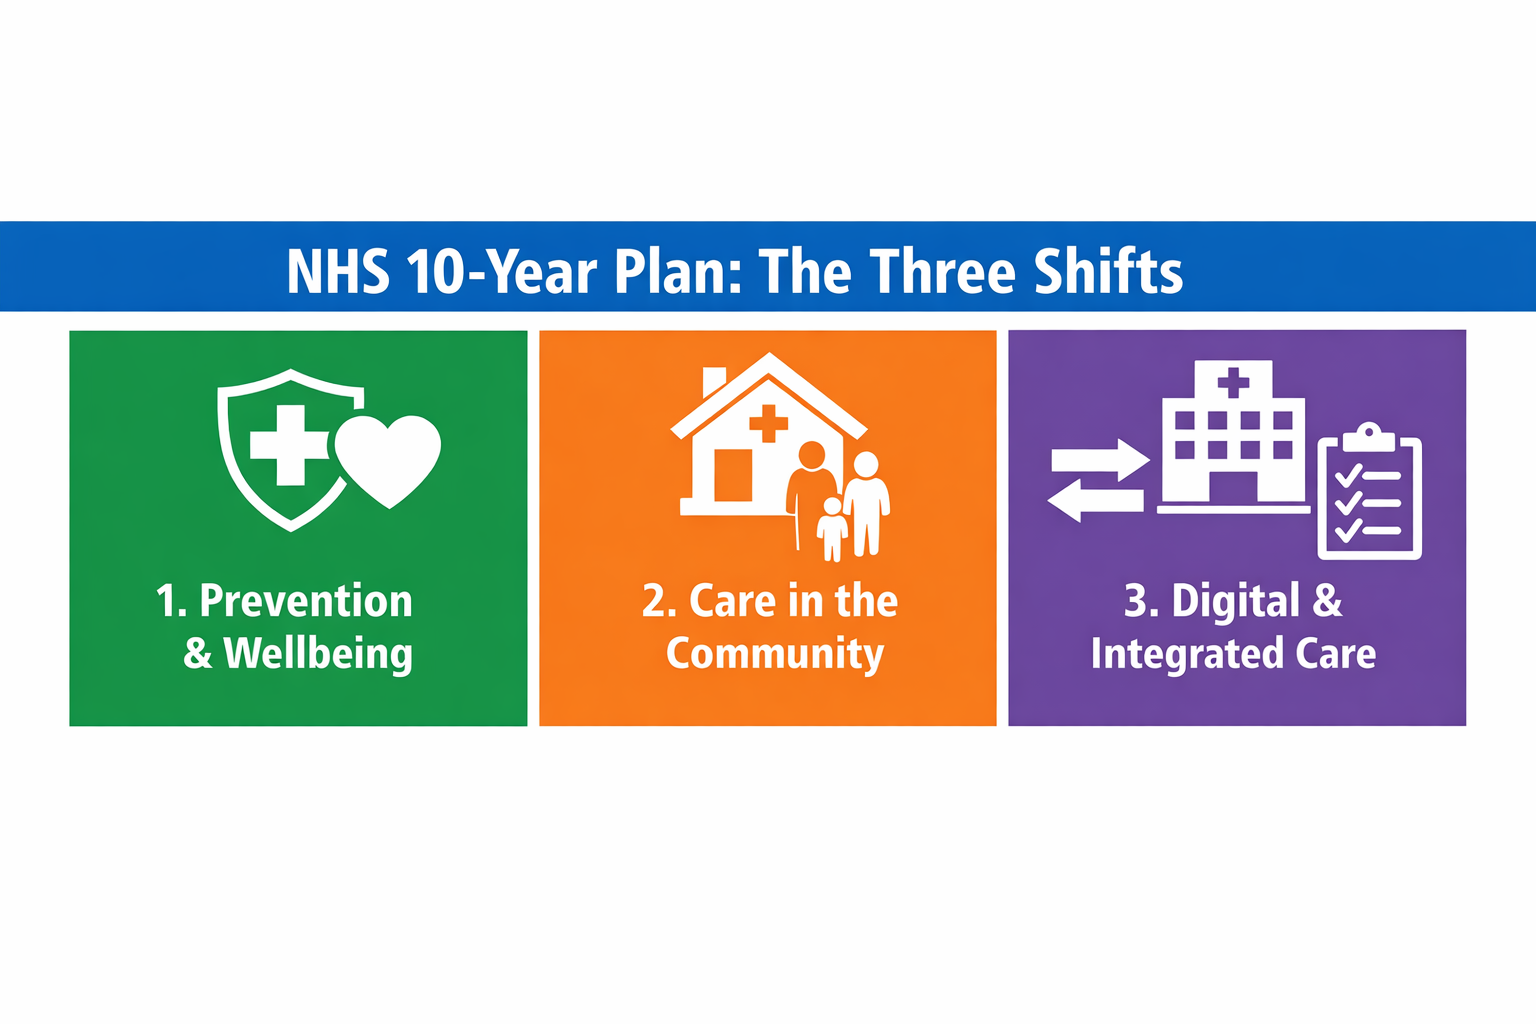 NHS 10-Year Plan: The Three Shifts
1. Prevention
& Wellbeing
2. Care in the
Community
3. Digital &
Integrated Care